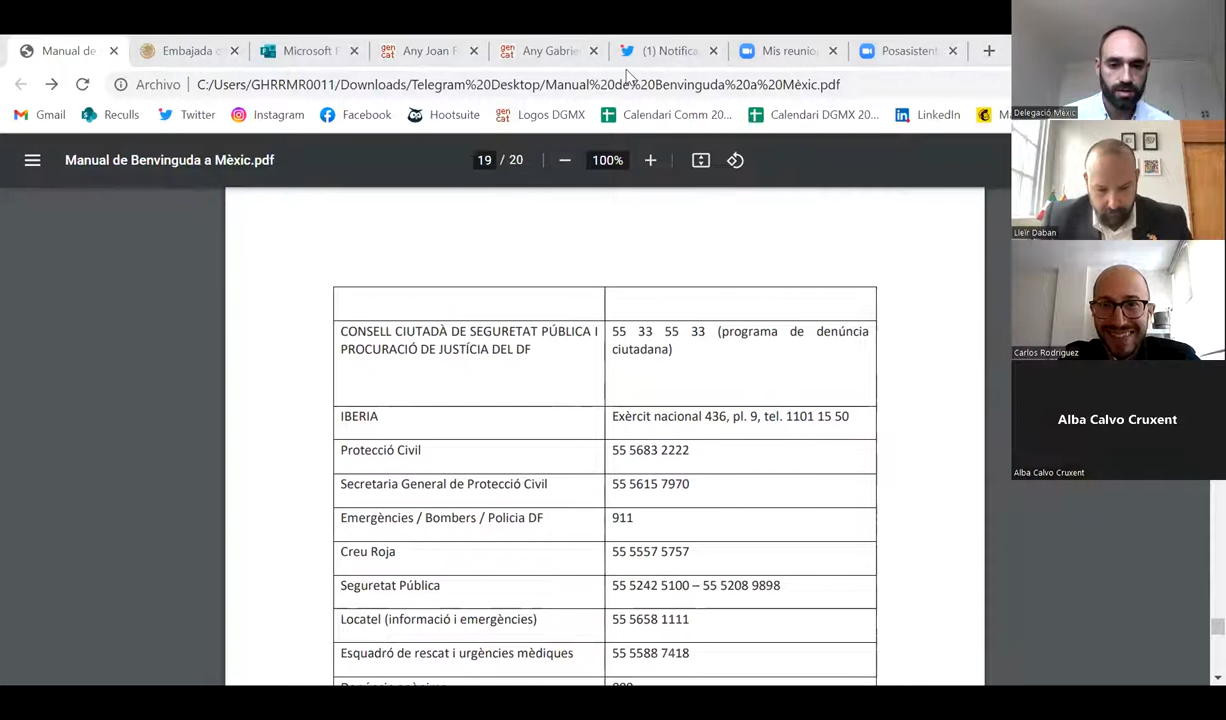 Manual de
Embajada
Microsoft F
Any Joan F
Any Gabrie
(1) Notifica
Mis reunio
Posasistent
Archivo
C:/Users/GHRRMR0011/Downloads/Telegram%20Desktop/Manual%20de%20Benvinguda%20a%20Mèxic.pdf
Gmail
Reculls
Twitter
Instagram
Facebook
Hootsuite
gencat Logos DGMX
Calendari Comm 20...
Calendari DGMX 20...
LinkedIn
Manual de Benvinguda a Mèxic.pdf
19 / 20
100%
CONSELL CIUTADÀ DE SEGURETAT PÚBLICA I
PROCURACIÓ DE JUSTÍCIA DEL DF
55 33 55 33 (programa de denúncia
ciutadana)
IBERIA
Exèrcit nacional 436, pl. 9, tel. 1101 15 50
Protecció Civil
55 5683 2222
Secretaria General de Protecció Civil
55 5615 7970
Emergències / Bombers / Policia DF
911
Creu Roja
55 5557 5757
Seguretat Pública
55 5242 5100 – 55 5208 9898
Locatel (informació i emergències)
55 5658 1111
Esquadró de rescat i urgències mèdiques
55 5588 7418
Delegació Mèxic
Lleïr Daban
Carlos Rodríguez
Alba Calvo Cruxent
Alba Calvo Cruxent